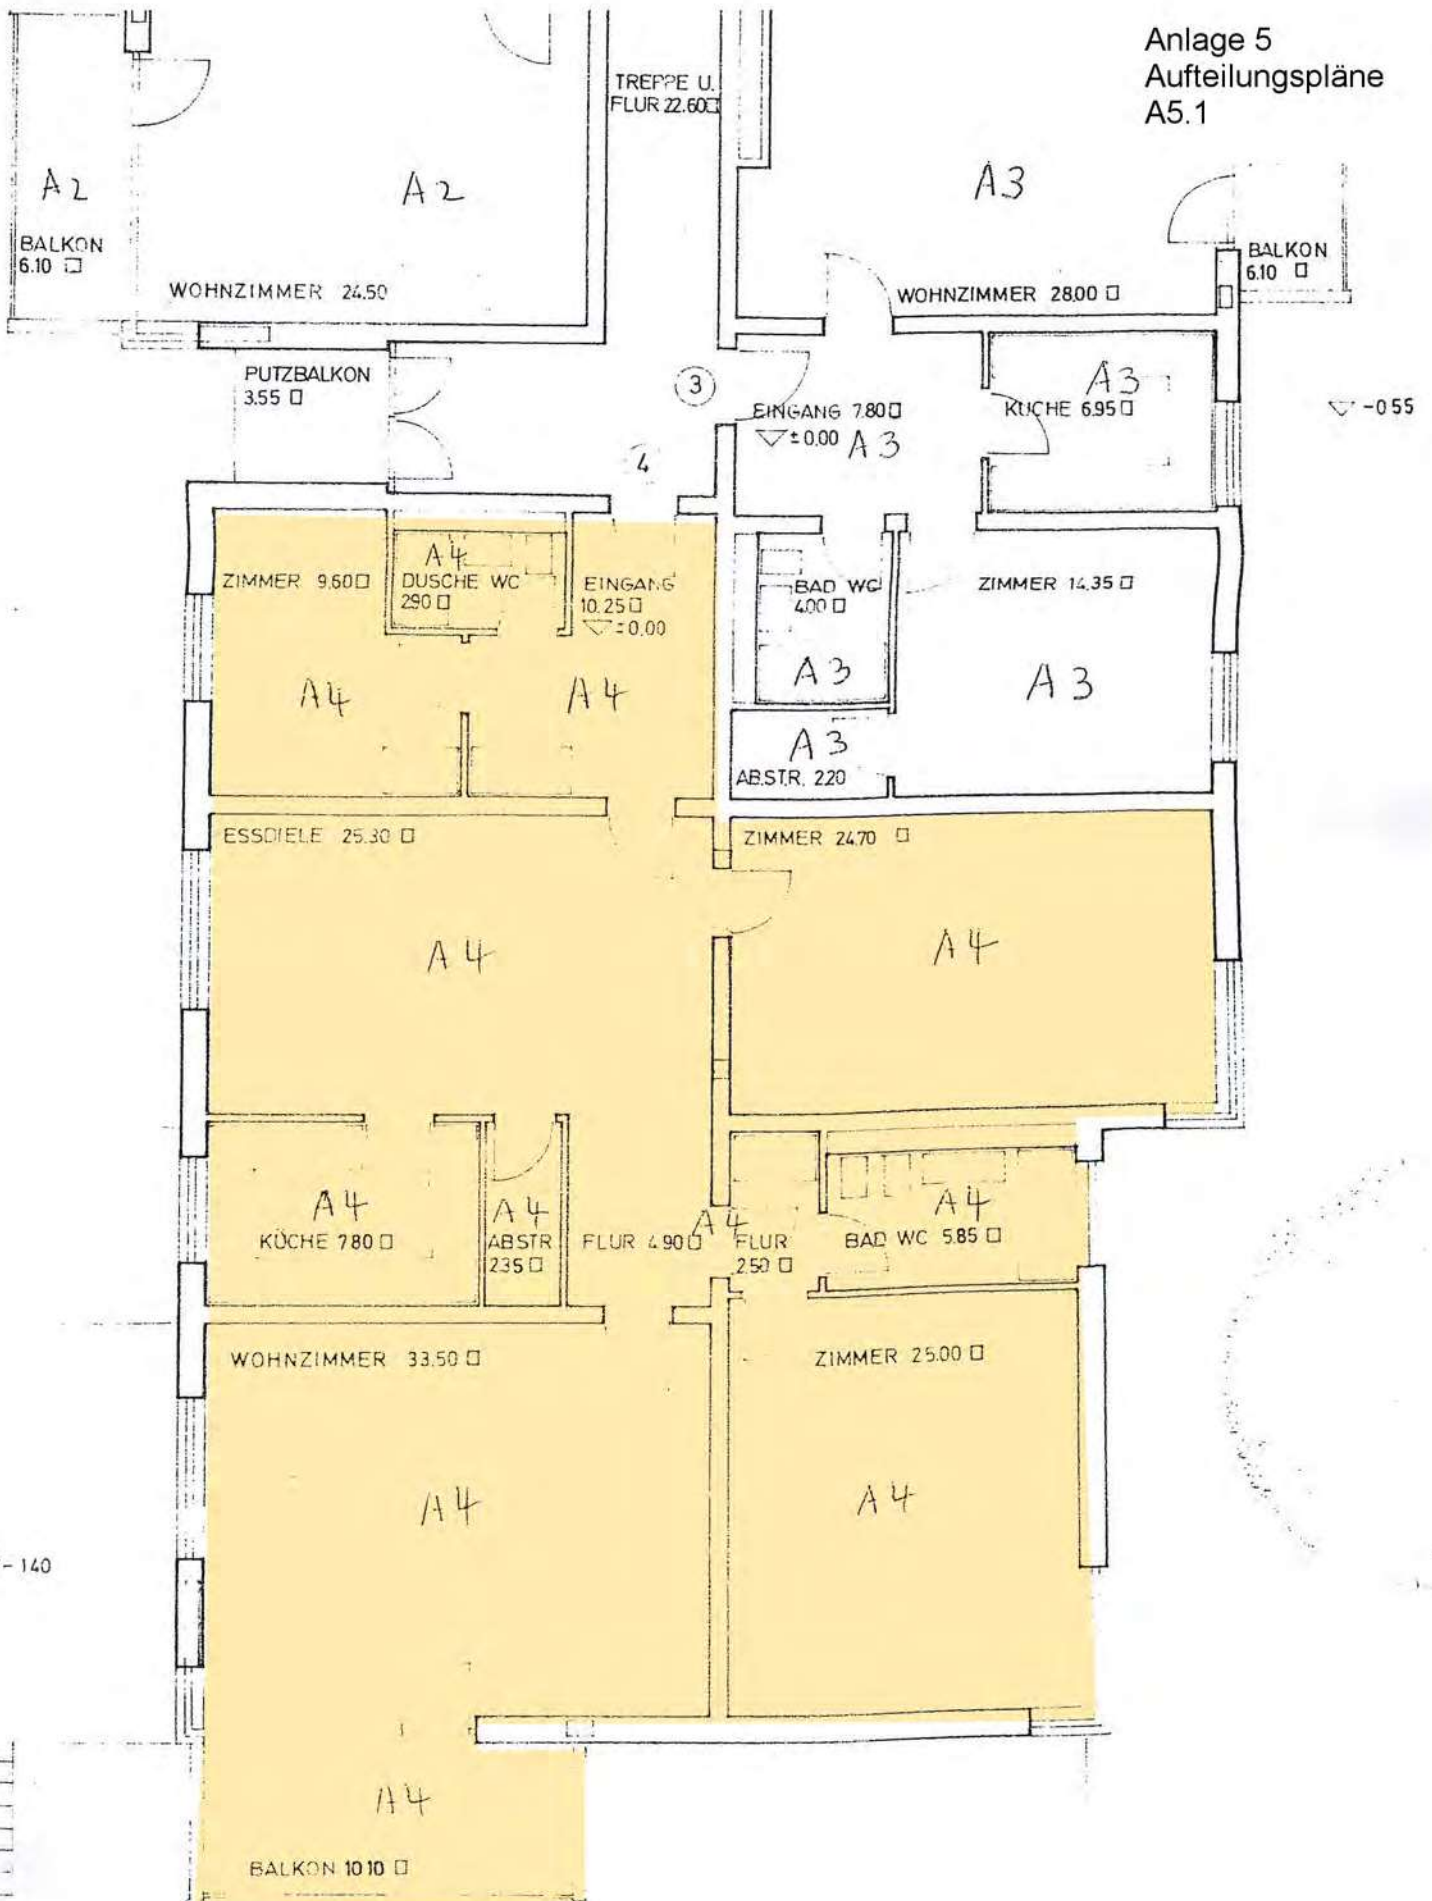 Anlage 5
Aufteilungspläne
A5.1
TREPPE U.
FLUR 22.60 □
A2
A2
A3
BALKON
6.10 □
WOHNZIMMER 24.50
WOHNZIMMER 28.00 □
BALKON
6.10 □
PUTZBALKON
3.55 □
3
EINGANG 7.80 □
±0.00
A3
A3
KÜCHE 6.95 □
-0.55
4
ZIMMER 9.60 □
A4
DUSCHE WC
2.90 □
EINGANG
10.25 □
±0.00
BAD WC
4.00 □
ZIMMER 14.35 □
A4
A4
A3
A3
A3
ABSTR. 2.20
ESSDIELE 25.30 □
ZIMMER 24.70 □
A4
A4
A4
KÜCHE 7.80 □
A4
ABSTR
2.35 □
FLUR 4.90 □
A4
FLUR
2.50 □
A4
BAD WC 5.85 □
WOHNZIMMER 33.50 □
ZIMMER 25.00 □
A4
A4
-140
A4
BALKON 10.10 □